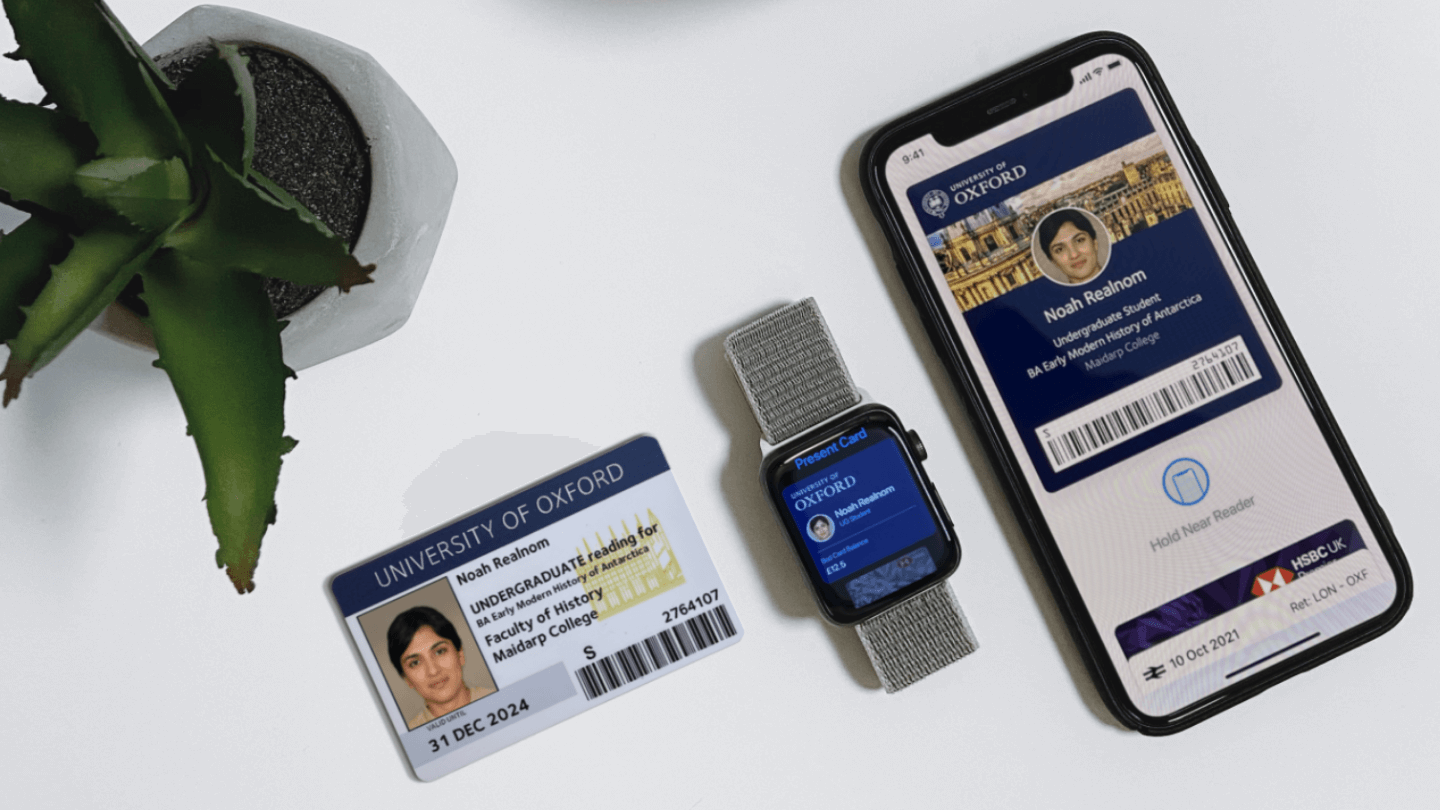 UNIVERSITY OF OXFORD
Noah Realnom
UNDERGRADUATE reading for
BA Early Modern History of Antarctica
Faculty of History
Maidarp College
S
2764107
VALID UNTIL
31 DEC 2024
Present Card
UNIVERSITY OF
OXFORD
Noah Realnom
UG Student
Card Balance
£12.5
9:41
UNIVERSITY OF
OXFORD
Noah Realnom
Undergraduate Student
BA Early Modern History of Antarctica
Maidarp College
S
2764107
Hold Near Reader
HSBC UK
10 Oct 2021
Ret: LON - OXF